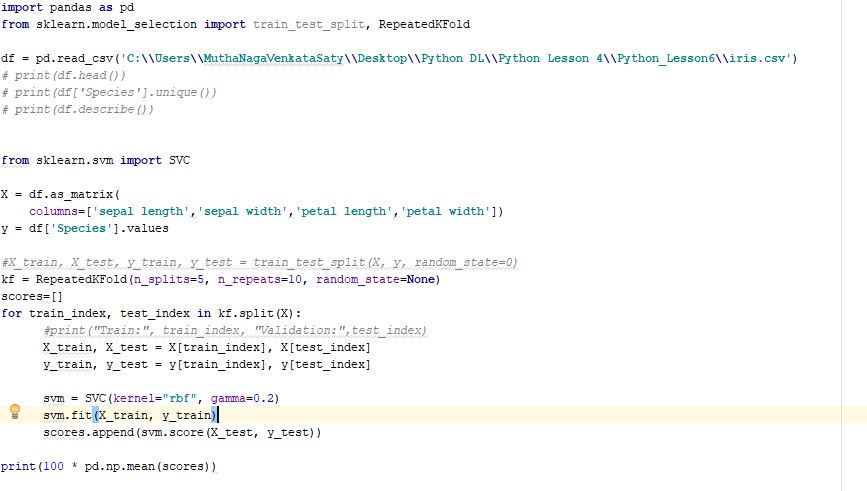 import pandas as pd
from sklearn.model_selection import train_test_split, RepeatedKFold
df = pd.read_csv('C:\\Users\\MuthaNagaVenkataSaty\\Desktop\\Python DL\\Python Lesson 4\\Python_Lesson6\\iris.csv')
# print(df.head())
# print(df['Species'].unique())
# print(df.describe())
from sklearn.svm import SVC
X = df.as_matrix(
    columns=['sepal length','sepal width','petal length','petal width'])
y = df['Species'].values
#X_train, X_test, y_train, y_test = train_test_split(X, y, random_state=0)
kf = RepeatedKFold(n_splits=5, n_repeats=10, random_state=None)
scores=[]
for train_index, test_index in kf.split(X):
      #print("Train:", train_index, "Validation:",test_index)
      X_train, X_test = X[train_index], X[test_index]
      y_train, y_test = y[train_index], y[test_index]
      svm = SVC(kernel="rbf", gamma=0.2)
      svm.fit(X_train, y_train)
      scores.append(svm.score(X_test, y_test))
print(100 * pd.np.mean(scores))